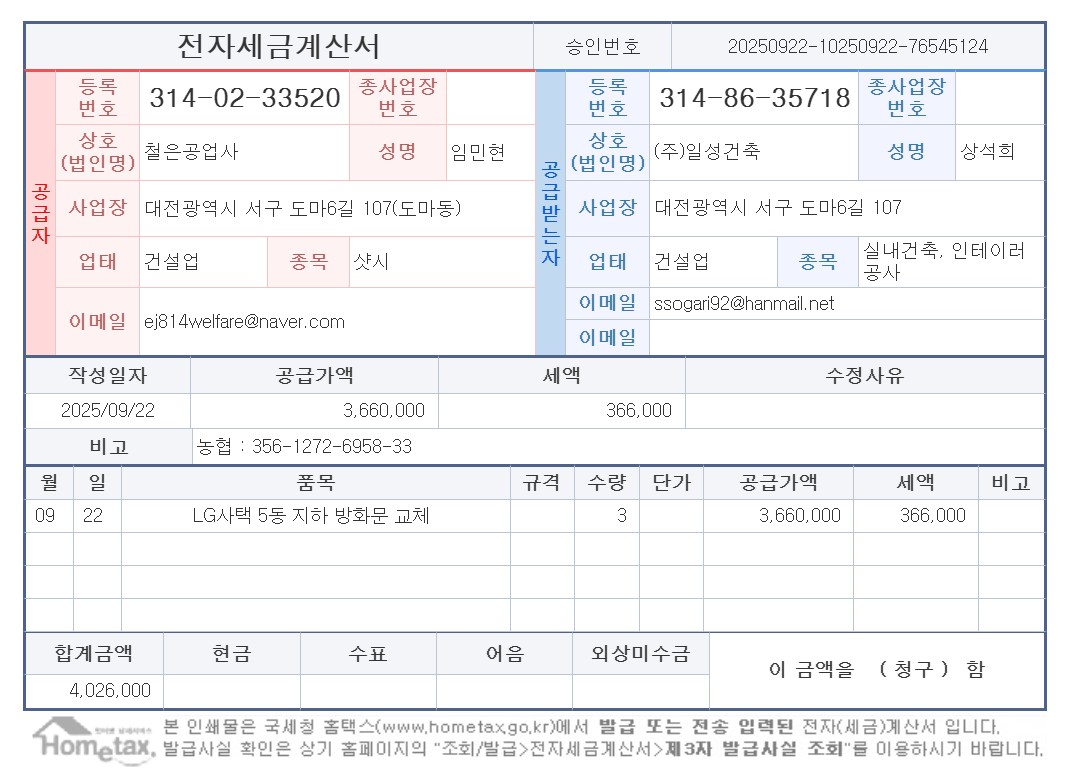 전자세금계산서 승인번호 20250922-10250922-76545124
공급자
등록번호 314-02-33520 종사업장번호
상호(법인명) 철은공업사 성명 임민현
사업장 대전광역시 서구 도마6길 107(도마동)
업태 건설업 종목 샷시
이메일 ej814welfare@naver.com
공급받는자
등록번호 314-86-35718 종사업장번호
상호(법인명) (주)일성건축 성명 상석희
사업장 대전광역시 서구 도마6길 107
업태 건설업 종목 실내건축, 인테이러
공사
이메일 ssogari92@hanmail.net
이메일
작성일자 공급가액 세액 수정사유
2025/09/22 3,660,000 366,000
비고 농협 : 356-1272-6958-33
월 일 품목 규격 수량 단가 공급가액 세액 비고
09 22 LG사택 5동 지하 방화문 교체 3 3,660,000 366,000
합계금액 현금 수표 어음 외상미수금 이 금액을 ( 청구 ) 함
4,026,000
Hometax. 본 인쇄물은 국세청 홈택스(www.hometax.go.kr)에서 발급 또는 전송 입력된 전자(세금)계산서 입니다.
발급사실 확인은 상기 홈페이지의 "조회/발급>전자세금계산서>제3자 발급사실 조회"를 이용하시기 바랍니다.